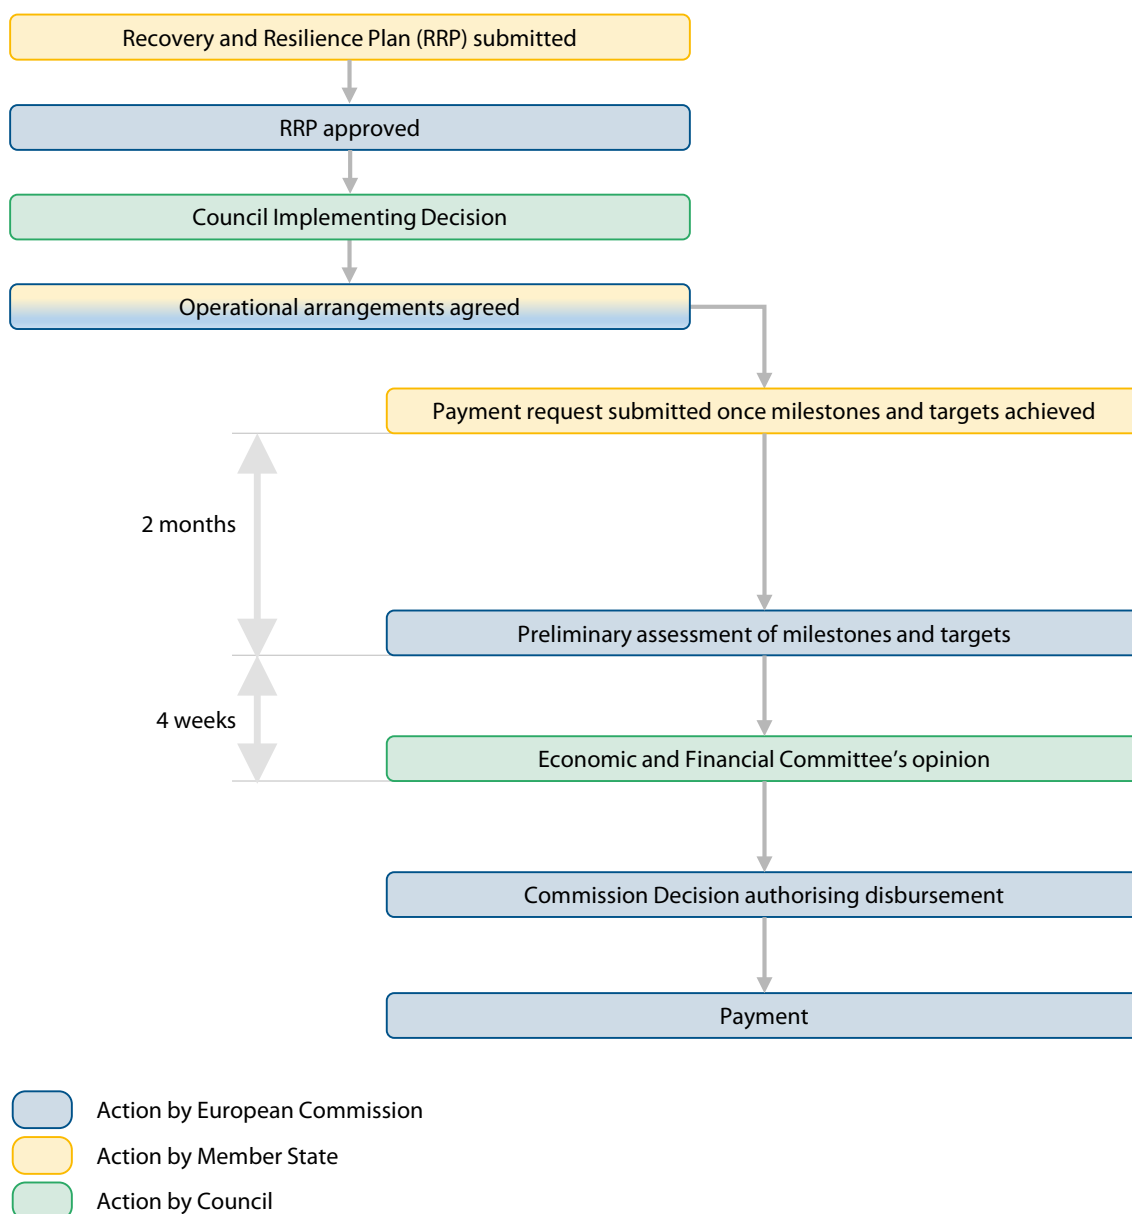 Recovery and Resilience Plan (RRP) submitted
RRP approved
Council Implementing Decision
Operational arrangements agreed
Payment request submitted once milestones and targets achieved
2 months
Preliminary assessment of milestones and targets
4 weeks
Economic and Financial Committee’s opinion
Commission Decision authorising disbursement
Payment
Action by European Commission
Action by Member State
Action by Council